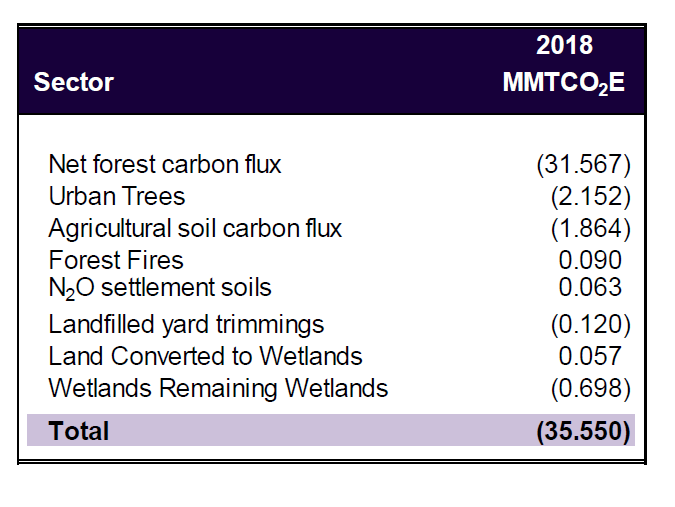 2018
Sector MMTCO₂E
Net forest carbon flux (31.567)
Urban Trees (2.152)
Agricultural soil carbon flux (1.864)
Forest Fires 0.090
N₂O settlement soils 0.063
Landfilled yard trimmings (0.120)
Land Converted to Wetlands 0.057
Wetlands Remaining Wetlands (0.698)
Total (35.550)